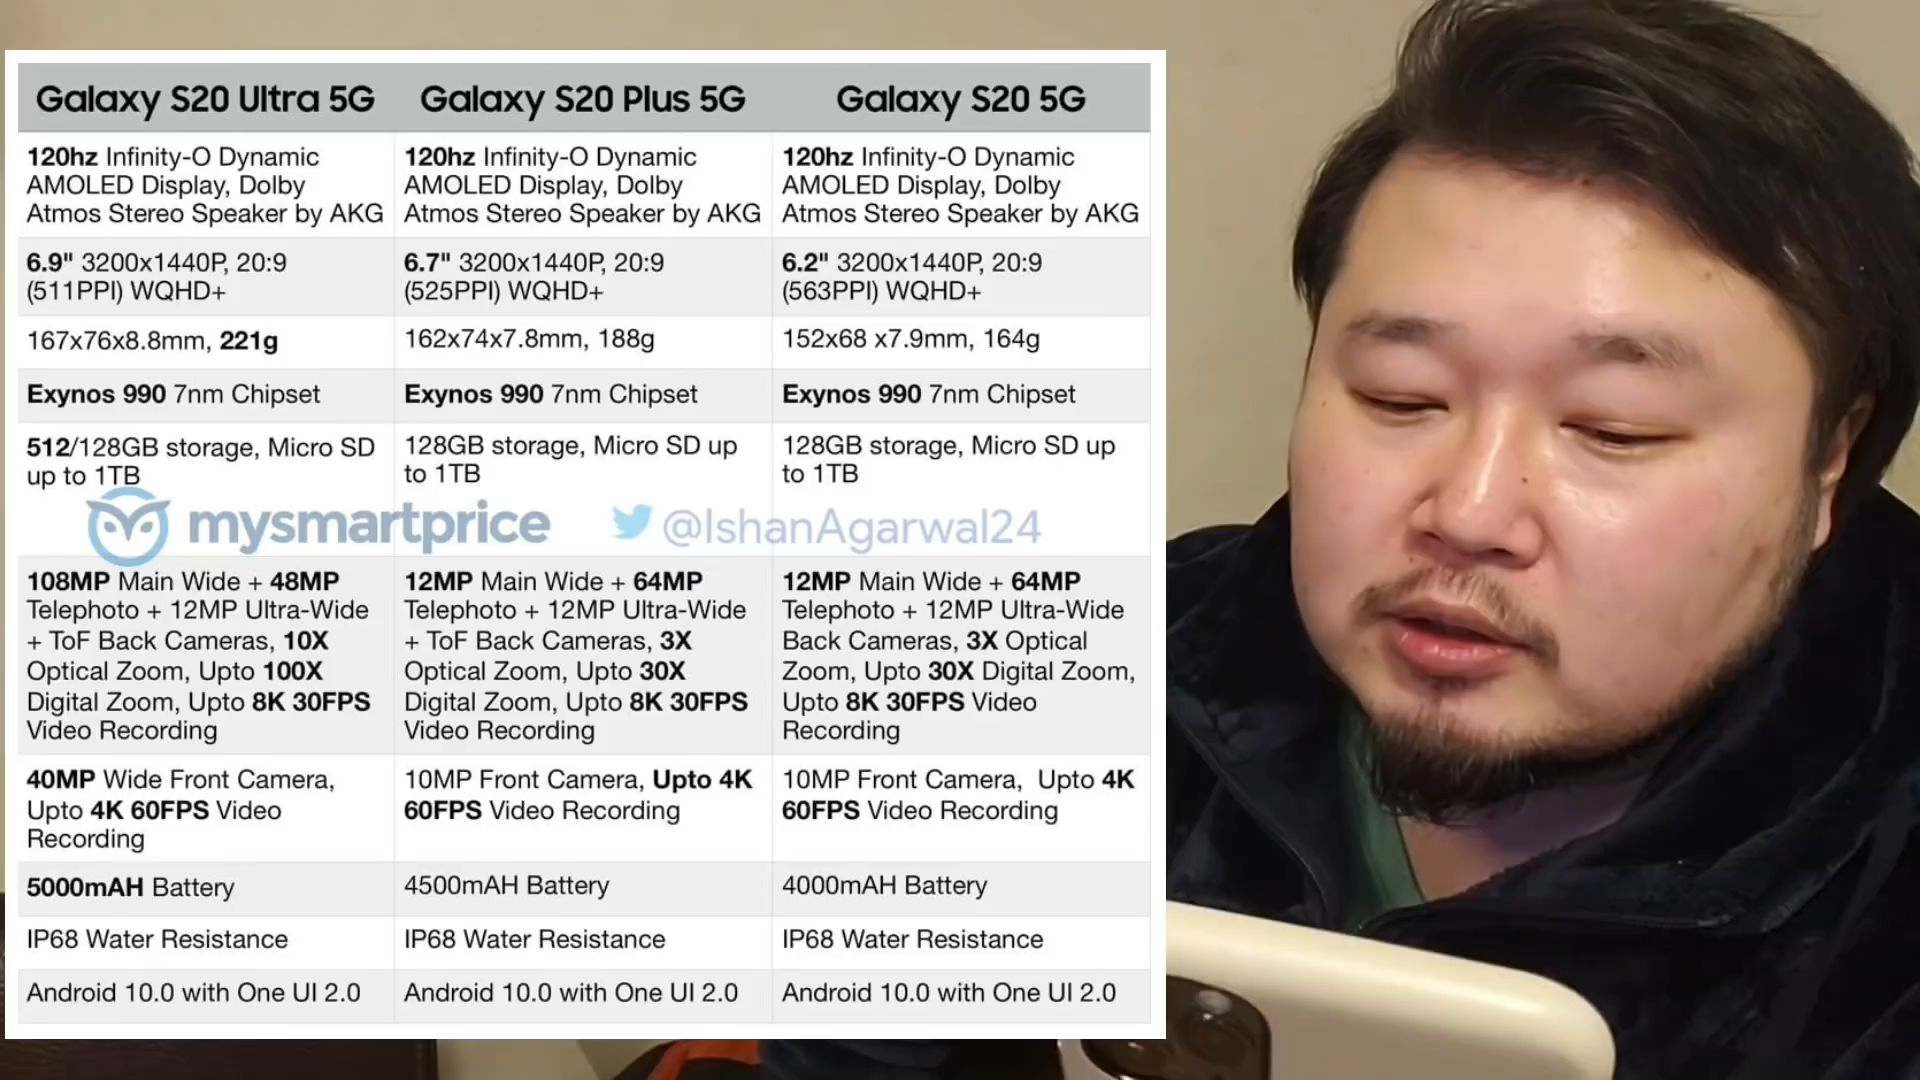 Galaxy S20 Ultra 5G
Galaxy S20 Plus 5G
Galaxy S20 5G
120hz Infinity-O Dynamic
AMOLED Display, Dolby
Atmos Stereo Speaker by AKG
120hz Infinity-O Dynamic
AMOLED Display, Dolby
Atmos Stereo Speaker by AKG
120hz Infinity-O Dynamic
AMOLED Display, Dolby
Atmos Stereo Speaker by AKG
6.9" 3200x1440P, 20:9
(511PPI) WQHD+
6.7" 3200x1440P, 20:9
(525PPI) WQHD+
6.2" 3200x1440P, 20:9
(563PPI) WQHD+
167x76x8.8mm, 221g
162x74x7.8mm, 188g
152x68 x7.9mm, 164g
Exynos 990 7nm Chipset
Exynos 990 7nm Chipset
Exynos 990 7nm Chipset
512/128GB storage, Micro SD
up to 1TB
128GB storage, Micro SD up
to 1TB
128GB storage, Micro SD up
to 1TB
mysmartprice
@IshanAgarwal24
108MP Main Wide + 48MP
Telephoto + 12MP Ultra-Wide
+ ToF Back Cameras, 10X
Optical Zoom, Upto 100X
Digital Zoom, Upto 8K 30FPS
Video Recording
12MP Main Wide + 64MP
Telephoto + 12MP Ultra-Wide
+ ToF Back Cameras, 3X
Optical Zoom, Upto 30X
Digital Zoom, Upto 8K 30FPS
Video Recording
12MP Main Wide + 64MP
Telephoto + 12MP Ultra-Wide
Back Cameras, 3X Optical
Zoom, Upto 30X Digital Zoom,
Upto 8K 30FPS Video
Recording
40MP Wide Front Camera,
Upto 4K 60FPS Video
Recording
10MP Front Camera, Upto 4K
60FPS Video Recording
10MP Front Camera, Upto 4K
60FPS Video Recording
5000mAH Battery
4500mAH Battery
4000mAH Battery
IP68 Water Resistance
IP68 Water Resistance
IP68 Water Resistance
Android 10.0 with One UI 2.0
Android 10.0 with One UI 2.0
Android 10.0 with One UI 2.0